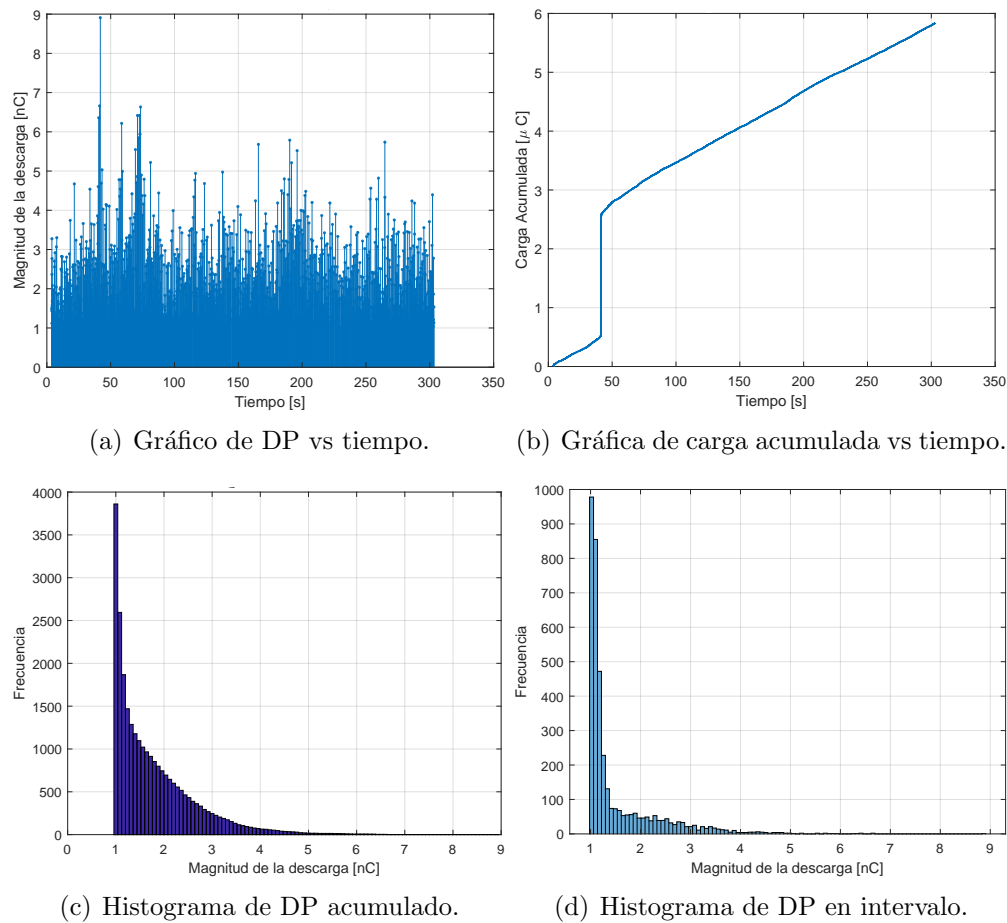 9
8
7
6
5
4
3
2
1
0
Magnitud de la descarga [nC]
0 50 100 150 200 250 300 350
Tiempo [s]
6
5
4
3
2
1
0
Carga Acumulada [μ C]
0 50 100 150 200 250 300 350
Tiempo [s]
(a) Gráfico de DP vs tiempo.
(b) Gráfica de carga acumulada vs tiempo.
4000
3500
3000
2500
2000
1500
1000
500
0
Frecuencia
0 1 2 3 4 5 6 7 8 9
Magnitud de la descarga [nC]
1000
900
800
700
600
500
400
300
200
100
0
Frecuencia
1 2 3 4 5 6 7 8 9
Magnitud de la descarga [nC]
(c) Histograma de DP acumulado.
(d) Histograma de DP en intervalo.